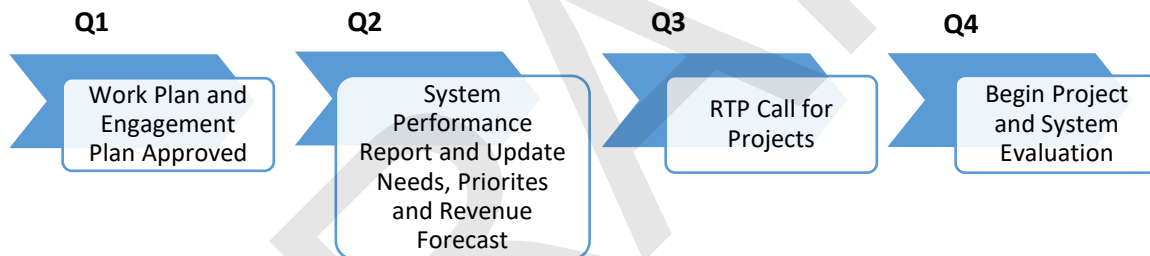 Q1
Work Plan and
Engagement
Plan Approved
Q2
System
Performance
Report and Update
Needs, Priorites
and Revenue
Forecast
Q3
RTP Call for
Projects
Q4
Begin Project
and System
Evaluation